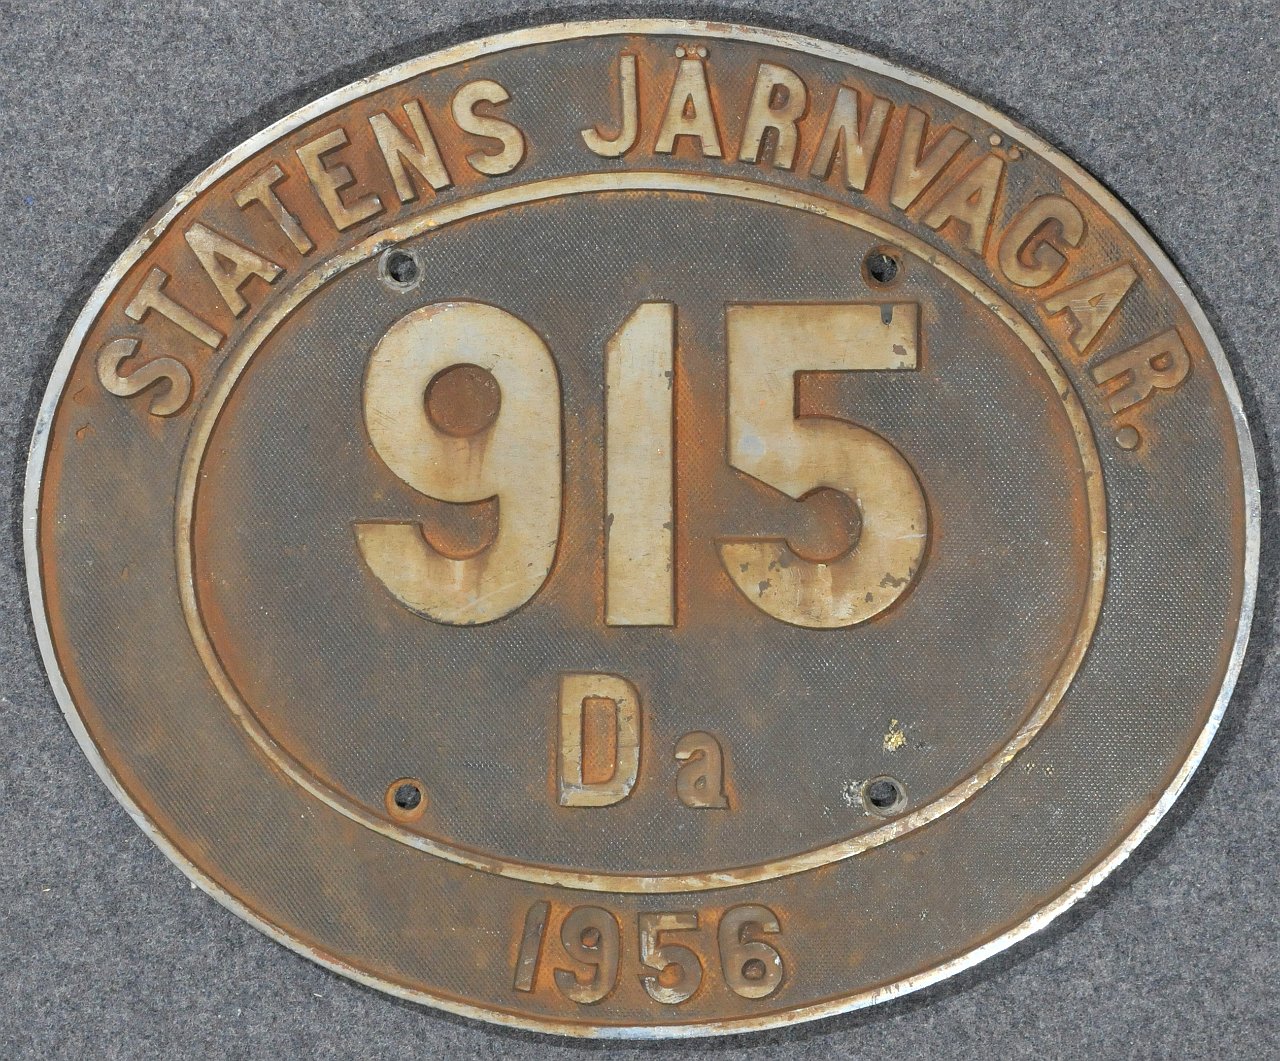 STATENS JÄRNVÄGAR.
915
Da
1956